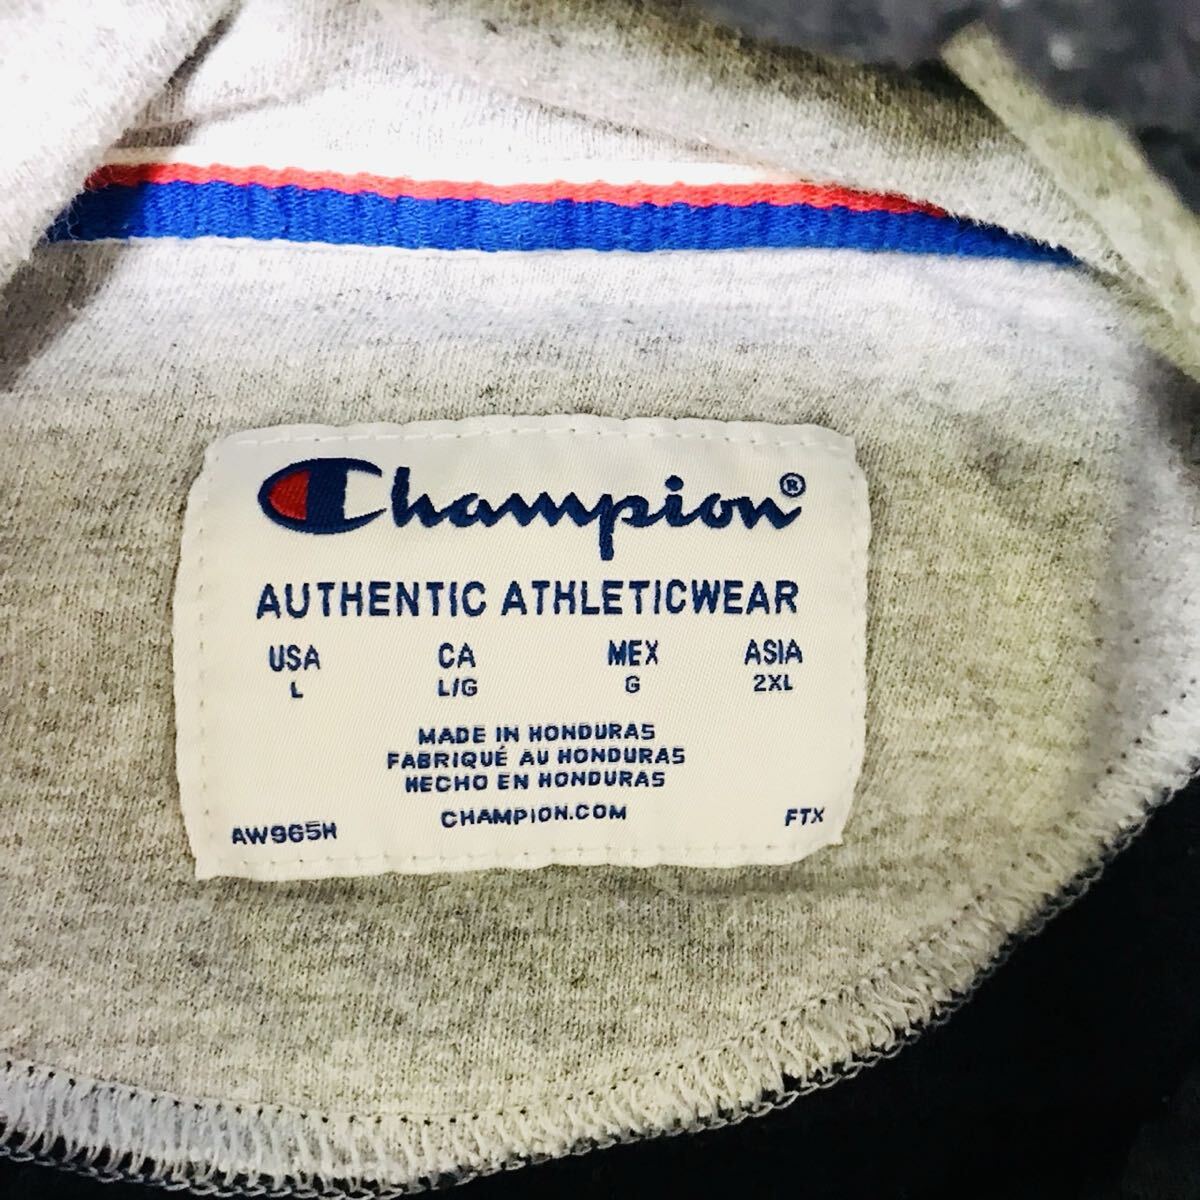 Champion®
AUTHENTIC ATHLETICWEAR
USA CA MEX ASIA
L L/G G 2XL
MADE IN HONDURAS
FABRIQUÉ AU HONDURAS
HECHO EN HONDURAS
CHAMPION.COM
AW965H FTX